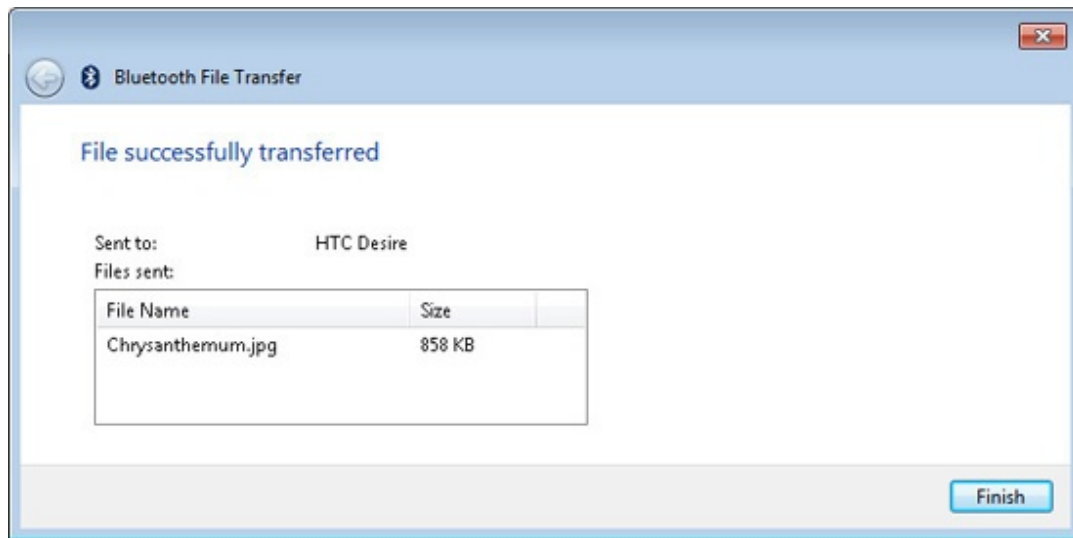 Bluetooth File Transfer
File successfully transferred
Sent to: HTC Desire
Files sent:
File Name Size
Chrysanthemum.jpg 858 KB
Finish